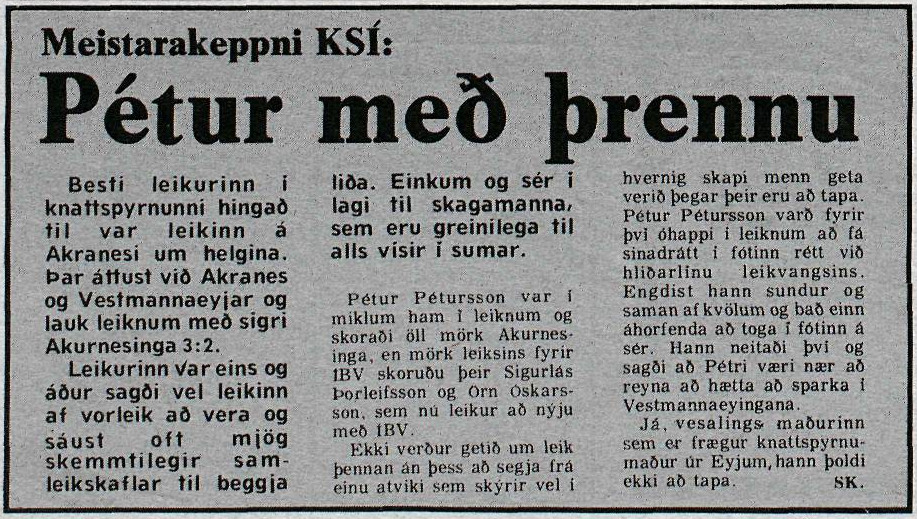 Meistarakeppni KSÍ:
Pétur með þrennu
Besti leikurinn í
knattspyrnunni hingað
til var leikinn á
Akranesi um helgina.
Þar áttust við Akranes
og Vestmannaeyjar og
lauk leiknum með sigri
Akurnesinga 3:2.
Leikurinn var eins og
áður sagði vel leikinn
af vorleik að vera og
sáust oft mjög
skemmtilegir sam-
leikskaflar til beggja
liða. Einkum og sér í
lagi til skagamanna,
sem eru greinilega til
alls vísir í sumar.
Pétur Pétursson var í
miklum ham í leiknum og
skoraði öll mörk Akurnes-
inga, en mörk leiksins fyrir
IBV skoruðu þeir Sigurlás
Þorleifsson og Orn Oskars-
son, sem nú leikur að nýju
með IBV.
Ekki verður getið um leik
þennan án þess að segja frá
einu atviki sem skýrir vel í
hvernig skapi menn geta
verið þegar þeir eru að tapa.
Pétur Pétursson varð fyrir
því óhappi í leiknum að fá
sinadrátt í fótinn rétt við
hliðarlínu leikvangsins.
Engdist hann sundur og
saman af kvölum og bað einn
áhorfenda að toga í fótinn á
sér. Hann neitaði því og
sagði að Pétri væri nær að
reyna að hætta að sparka í
Vestmannaeyingana.
Já, vesalings maðurinn
sem er frægur knattspyrnu-
maður úr Eyjum, hann þoldi
ekki að tapa. SK.